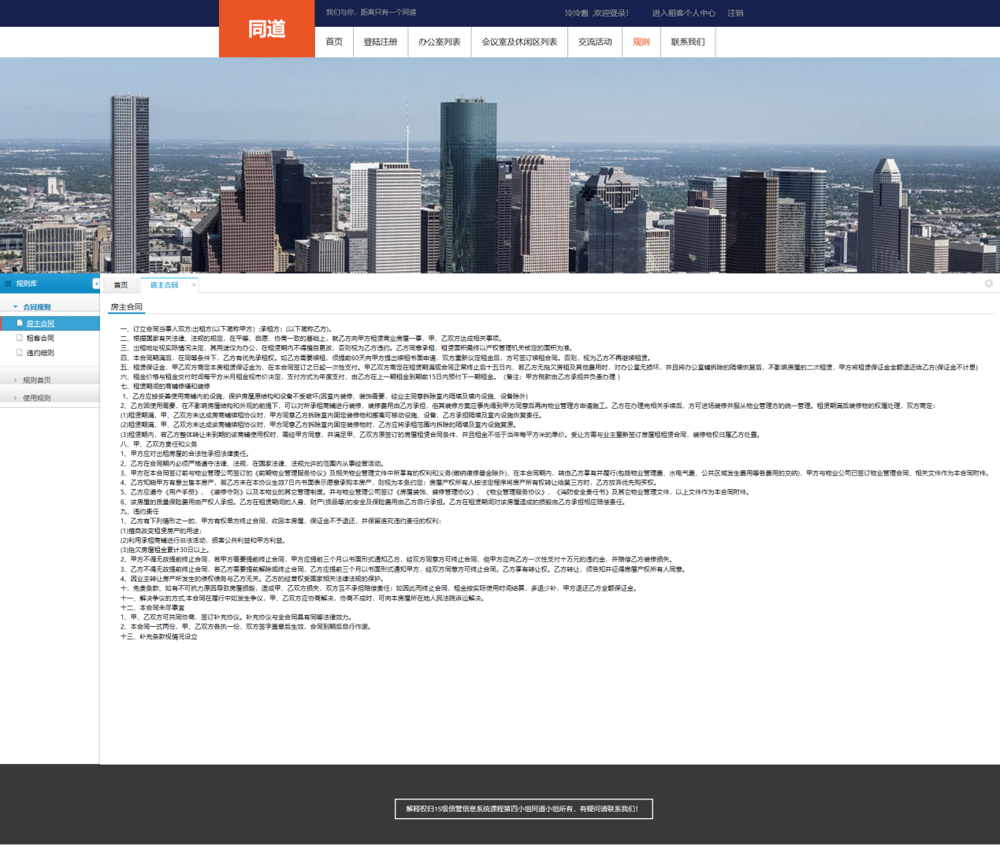 同道
我们与你，距离只有一个同道
泠泠酱 ,欢迎登录！
进入租客个人中心
注销
首页
登陆注册
办公室列表
会议室及休闲区列表
交流活动
规则
联系我们
规则库
合同规则
房主合同
租客合同
违约细则
规则首页
使用规则
首页
房主合同
房主合同
一、订立合同当事人双方:出租方(以下简称甲方）;承租方：(以下简称乙方)。
二、根据国家有关法律、法规的规定，在平等、自愿、协商一致的基础上，就乙方向甲方租赁商业房屋一事，甲、乙双方达成相关事项。
三、出租地址视实际情况决定，其用途仅为办公，在租赁期内不得擅自更改，否则视为乙方违约。乙方同意承租，租赁面积最终以产权管理机关核定的面积为准。
四、本合同期满后，在同等条件下，乙方有优先承租权。如乙方需要续租，须提前60天向甲方提出续租书面申请，双方重新议定租金后，方可签订续租合同。否则，视为乙方不再继续租赁。
五、租赁保证金，甲乙双方商定本房租赁保证金为，在本合同签订之日起一次性支付。甲乙双方商定在租赁期满或合同正常终止后十五日内，若乙方无拖欠房租及其他费用时，对办公室无损坏，并且将办公室铺拆除的隔墙恢复后，不影响房屋的二次租赁，甲方将租赁保证金全额退还给乙方(保证金不计息)
六、租金价格与租金交付时间每平方米月租金视市价决定，支付方式为年度支付，由乙方在上一期租金到期前15日内预付下一期租金。（备注：甲方税款由乙方承担并负责办理 ）
七、租赁期间的商铺修缮和装修
1、乙方应按妥善使用商铺内的设施，保护房屋原结构和设备不受破坏(因室内装修、装饰需要，经业主同意拆除室内隔墙及墙内设施、设备除外)
2、乙方因使用需要，在不影响房屋结构和外观的前提下，可以对所承租商铺进行装修，装修费用由乙方承担，但其装修方案应事先得到甲方同意后再向物业管理方申请施工。乙方在办理完相关手续后，方可进场装修并服从物业管理方的统一管理。租赁期满后装修物的权属处理，双方商定：
(1)租赁期满，甲、乙双方未达成房商铺续租协议时，甲方同意乙方拆除室内固定装修物和搬离可移动设施、设备，乙方承担隔墙及室内设施恢复责任。
(2)租赁期满，甲、乙双方未达成该商铺续租协议时，甲方同意乙方拆除室内固定装修物时，乙方应将承租范围内拆除的隔墙及室内设施复原。
(3)租赁期内，若乙方整体转让未到期的该商铺使用权时，需经甲方同意，并满足甲、乙双方原签订的房屋租赁合同条件，并且租金不低于当年每平方米的单价。受让方需与业主重新签订房屋租租赁合同，装修物权归属乙方处置。
八、甲、乙双方责任和义务
1、甲方应对出租房屋的合法性承担法律责任。
2、乙方在合同期内必须严格遵守法律、法规，在国家法律、法规允许的范围内从事经营活动。
3、甲方在本合同签订前与物业管理公司签订的《前期物业管理服务协议》及相关物业管理文件中所享有的权利和义务(缴纳维修基金除外)，在本合同期内，转由乙方享有并履行(包括物业管理费、水电气费、公共区域发生费用等各费用的交纳)，甲方与物业公司已签订物业管理合同、相关文件作为本合同附件。
4、乙方知晓甲方有意出售本房产，若乙方未在本协议生效7日内书面表示愿意承购本房产，则视为本条约定；房屋产权所有人按法定程序将房产所有权转让给第三方时，乙方放弃优先购买权。
5、乙方应遵守《用户手册》、《装修守则》以及本物业的其它管理制度。并与物业管理公司签订《房屋装饰、装修管理协议》、《物业管理服务协议》、《消防安全责任书》及其它物业管理文件，以上文件作为本合同附件。
6、该房屋的质量保险费用由产权人承担。乙方在租赁期间的人身、财产(货品等)的安全及保险费用由乙方自行承担。乙方在租赁期间对该房屋造成的损毁由乙方承担相应赔偿责任。
九、违约责任
1、乙方有下列情形之一的，甲方有权单方终止合同，收回本房屋，保证金不予退还，并保留追究违约责任的权利：
(1)擅自改变租赁房产的用途；
(2)利用承租商铺进行非法活动，损害公共利益和甲方利益。
(3)拖欠房屋租金累计30日以上。
2、甲方不得无故提前终止合同，若甲方需要提前终止合同，甲方应提前三个月以书面形式通知乙方，经双方同意方可终止合同，但甲方应向乙方一次性支付十万元的违约金，并赔偿乙方装修损失。
3、乙方不得无故提前终止合同，若乙方需要提前解除或终止合同，乙方应提前三个月以书面形式通知甲方，经双方同意方可终止合同。乙方享有转让权。乙方转让，须告知并征得房屋产权所有人同意。
4、因业主转让房产所发生的债权债务与乙方无关。乙方的经营权受国家相关法律法规的保护。
十、免责条款、如有不可抗力原因导致房屋损毁，造成甲、乙双方损失，双方互不承担赔偿责任；如因此而终止合同，租金按实际使用时间结算，多退少补，甲方退还乙方全额保证金。
十一、解决争议的方式,本合同在履行中如发生争议，甲、乙双方应协商解决，协商不成时，可向本房屋所在地人民法院诉讼解决。
十二、本合同未尽事宜
1、甲、乙双方可共同协商，签订补充协议。补充协议与全合同具有同等法律效力。
2、本合同一式两份，甲、乙双方各执一份，双方签字盖章后生效，合同到期后自行作废。
十三、补充条款视情况设立
解释权归15级信管信息系统课程第四小组同道小组所有，有疑问请联系我们！